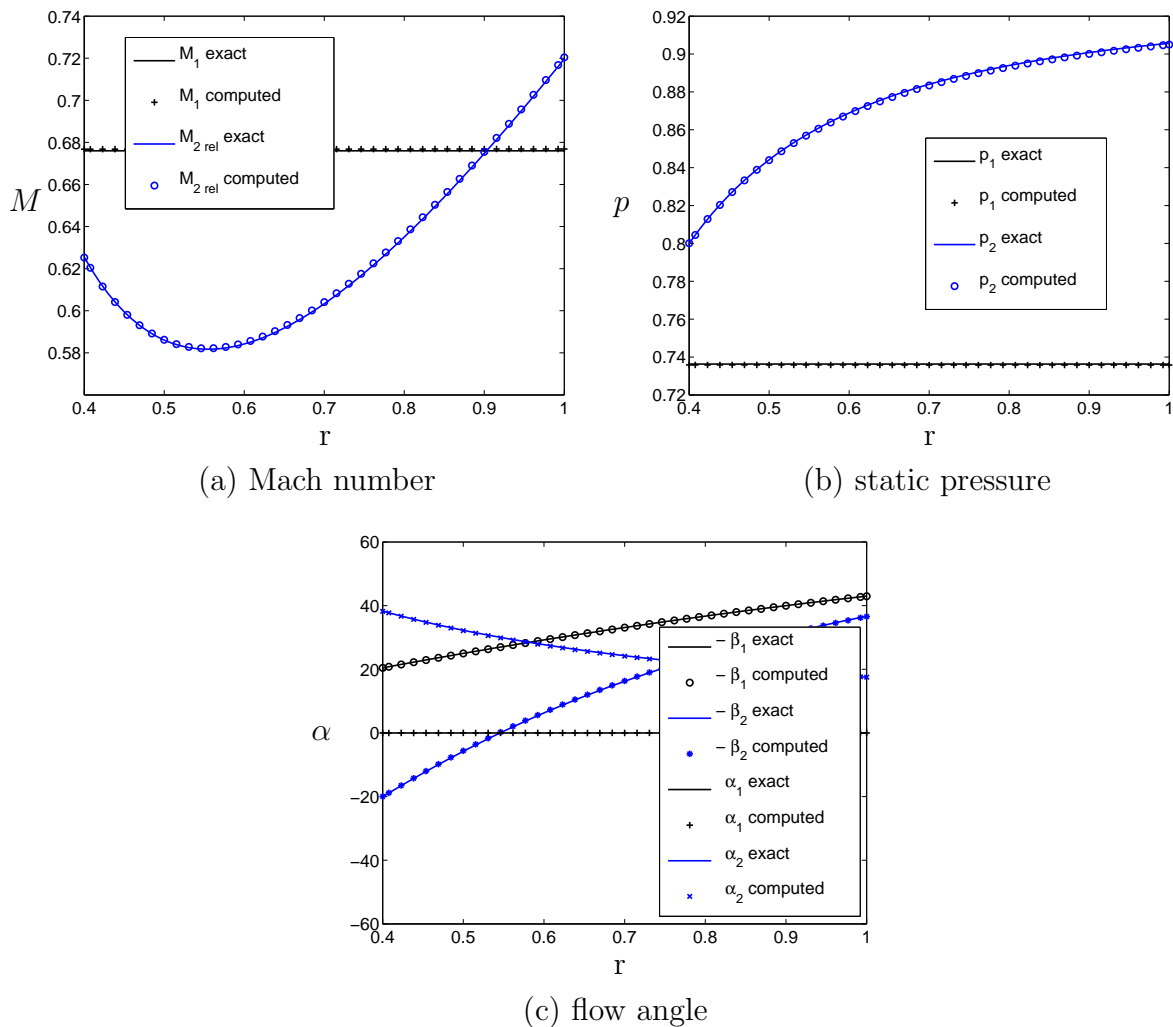 0.74
0.72
0.7
0.68
0.66
0.64
0.62
0.6
0.58
M
0.4 0.5 0.6 0.7 0.8 0.9 1
r
M1 exact
M1 computed
M2 rel exact
M2 rel computed
(a) Mach number
0.92
0.9
0.88
0.86
0.84
0.82
0.8
0.78
0.76
0.74
0.72
p
0.4 0.5 0.6 0.7 0.8 0.9 1
r
p1 exact
p1 computed
p2 exact
p2 computed
(b) static pressure
60
40
20
0
−20
−40
−60
α
0.4 0.5 0.6 0.7 0.8 0.9 1
r
− β1 exact
− β1 computed
− β2 exact
− β2 computed
α1 exact
α1 computed
α2 exact
α2 computed
(c) flow angle